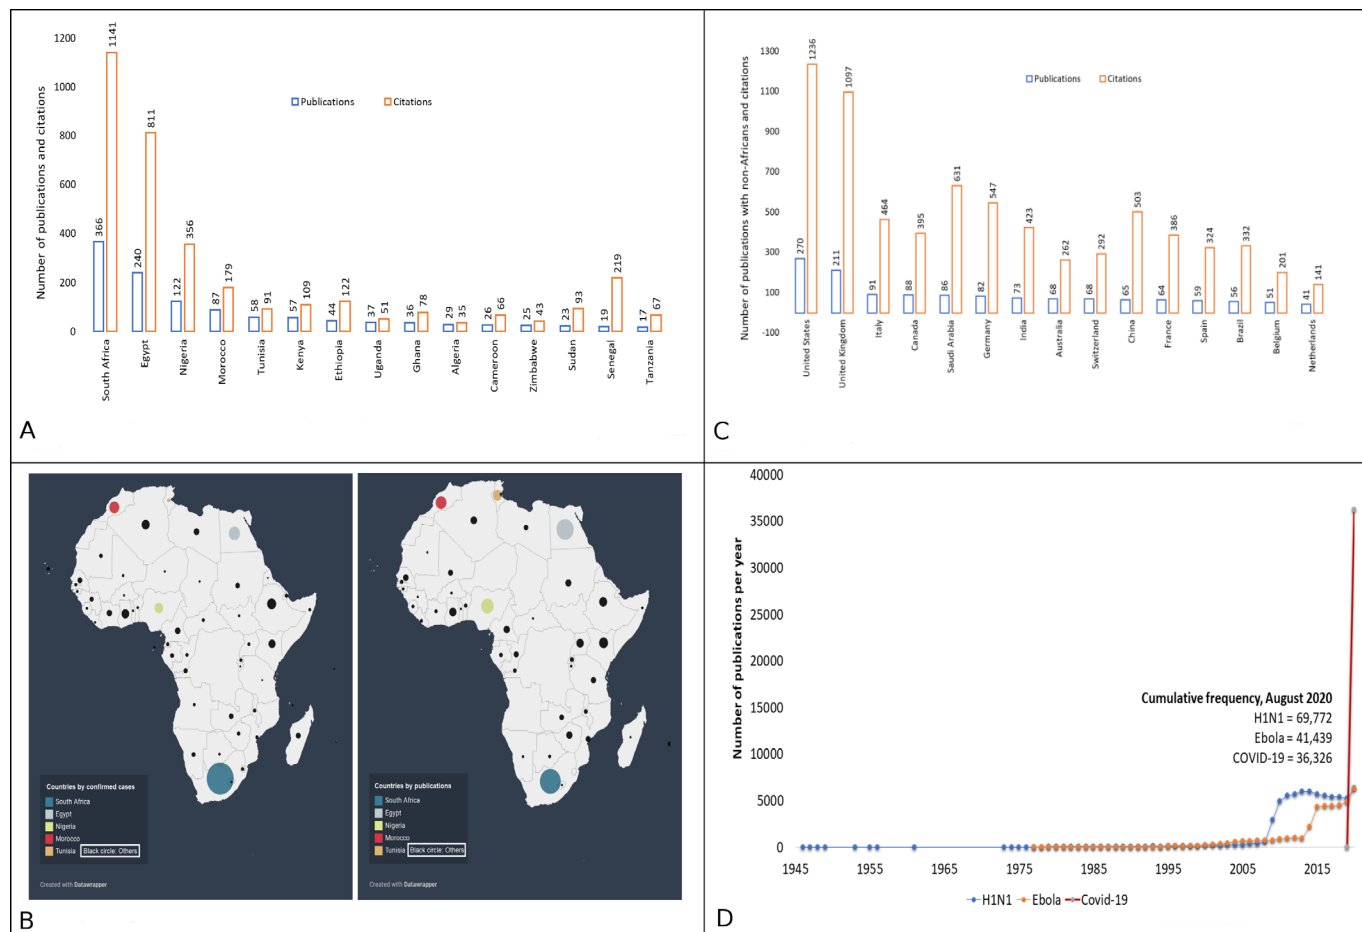 Number of publications and citations
1200
1000
800
600
400
200
0
Publications
Citations
366
1141
240
811
122
356
87
179
58
91
57
109
44
122
37
51
36
78
29
35
26
66
25
43
23
93
19
219
17
67
South Africa
Egypt
Nigeria
Morocco
Tunisia
Kenya
Ethiopia
Uganda
Ghana
Algeria
Cameroon
Zimbabwe
Sudan
Senegal
Tanzania
A
Number of publications with non-Africans and citations
1300
1100
900
700
500
300
100
-100
Publications
Citations
270
1236
211
1097
91
464
88
395
86
631
82
547
73
423
68
262
68
292
65
503
64
386
59
324
56
332
51
201
41
141
United States
United Kingdom
Italy
Canada
Saudi Arabia
Germany
India
Australia
Switzerland
China
France
Spain
Brazil
Belgium
Netherlands
C
Countries by confirmed cases
South Africa
Egypt
Nigeria
Morocco
Tunisia
Black circle: Others
Created with Datawrapper
Countries by publications
South Africa
Egypt
Nigeria
Morocco
Tunisia
Black circle: Others
Created with Datawrapper
B
Number of publications per year
40000
35000
30000
25000
20000
15000
10000
5000
0
Cumulative frequency, August 2020
H1N1 = 69,772
Ebola = 41,439
COVID-19 = 36,326
1945
1955
1965
1975
1985
1995
2005
2015
H1N1
Ebola
Covid-19
D